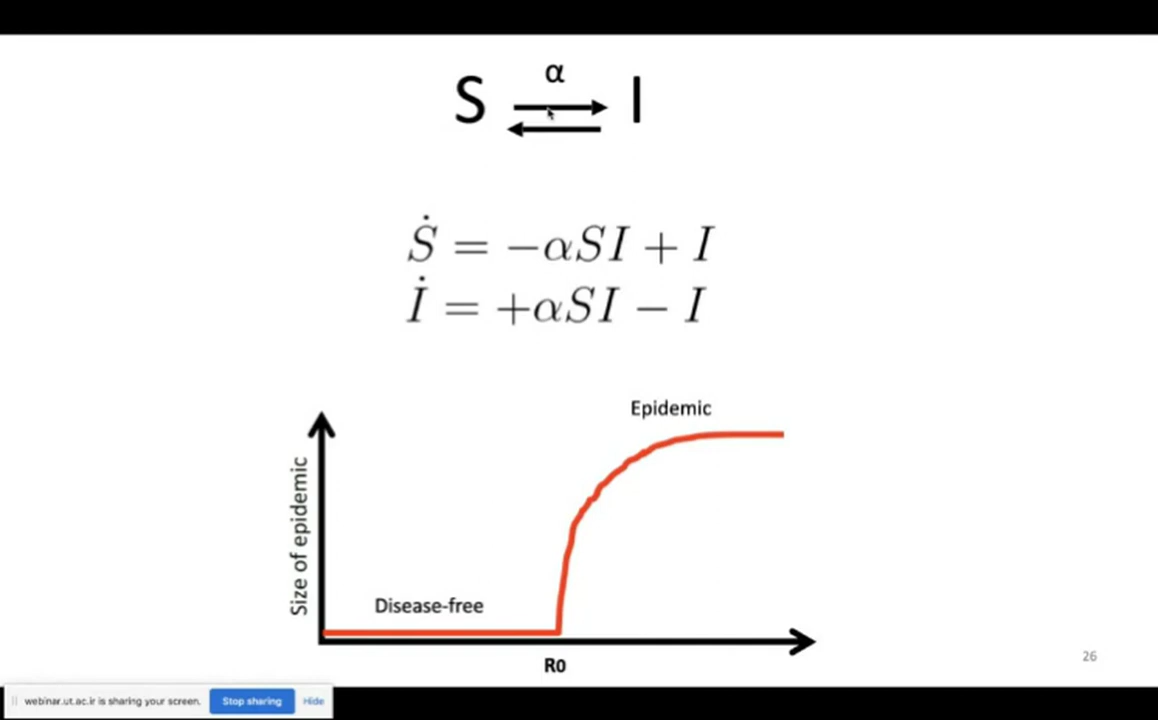 α
S I
Ṡ = −αSI + I
İ = +αSI − I
Epidemic
Size of epidemic
Disease-free
R0
26
webinar.ut.ac.ir is sharing your screen. Stop sharing Hide